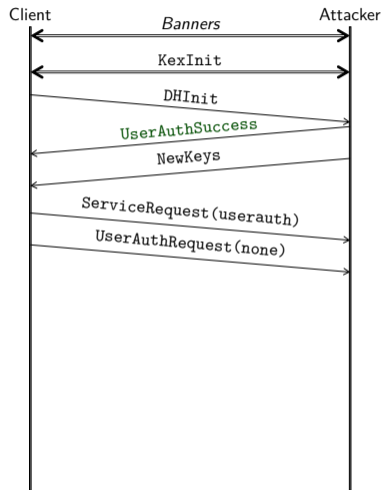 Client
Attacker
Banners
KexInit
DHInit
UserAuthSuccess
NewKeys
ServiceRequest(userauth)
UserAuthRequest(none)